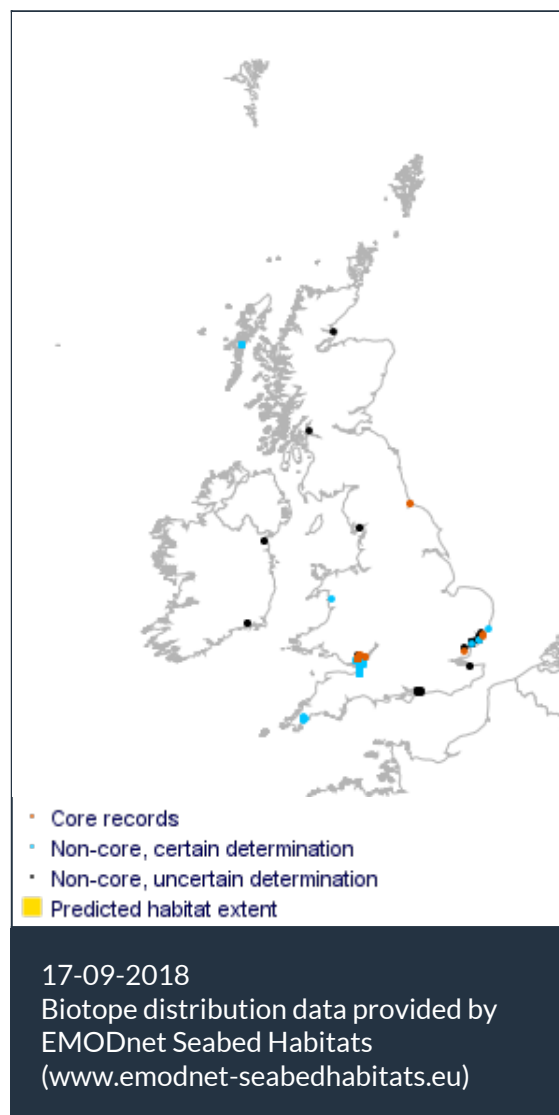 Core records
Non-core, certain determination
Non-core, uncertain determination
Predicted habitat extent
17-09-2018
Biotope distribution data provided by
EMODnet Seabed Habitats
(www.emodnet-seabedhabitats.eu)